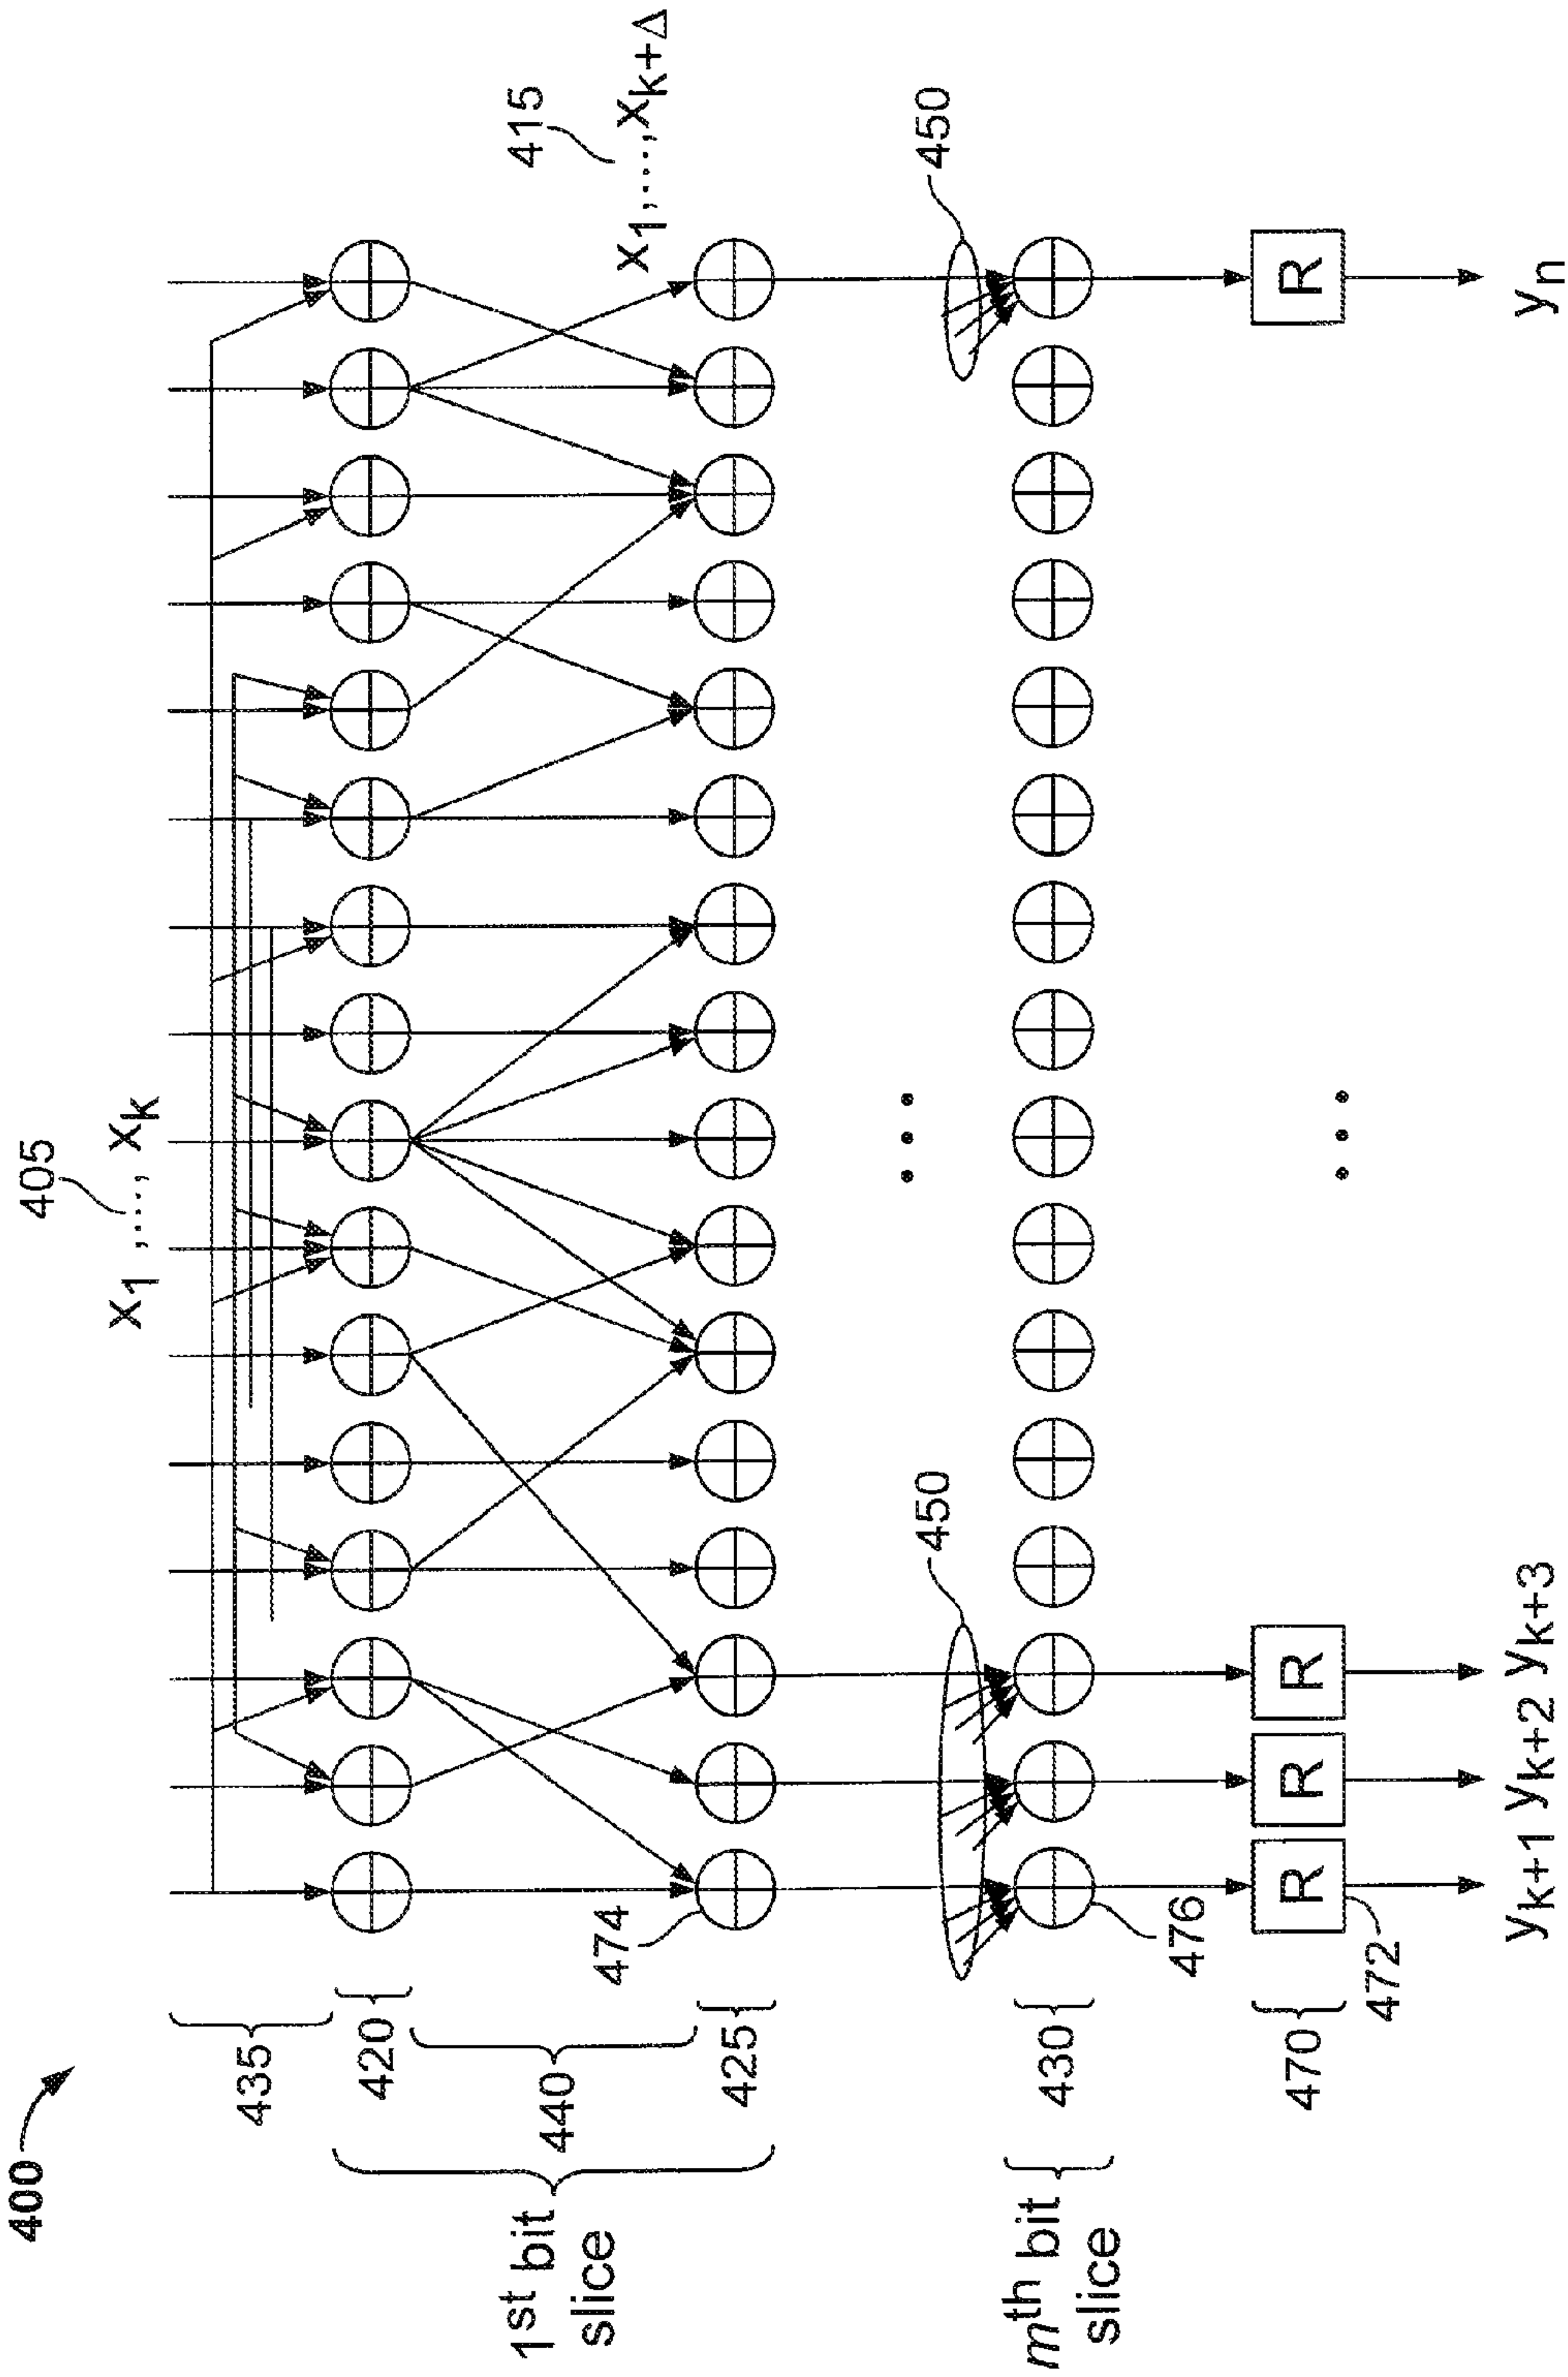 400
405
x1 ,..., xk
415
x1,...,xk+Δ
435
420
440
425
1st bit
slice
474
450
450
430
mth bit
slice
476
R
R
R
R
470
472
yk+1 yk+2 yk+3
yn